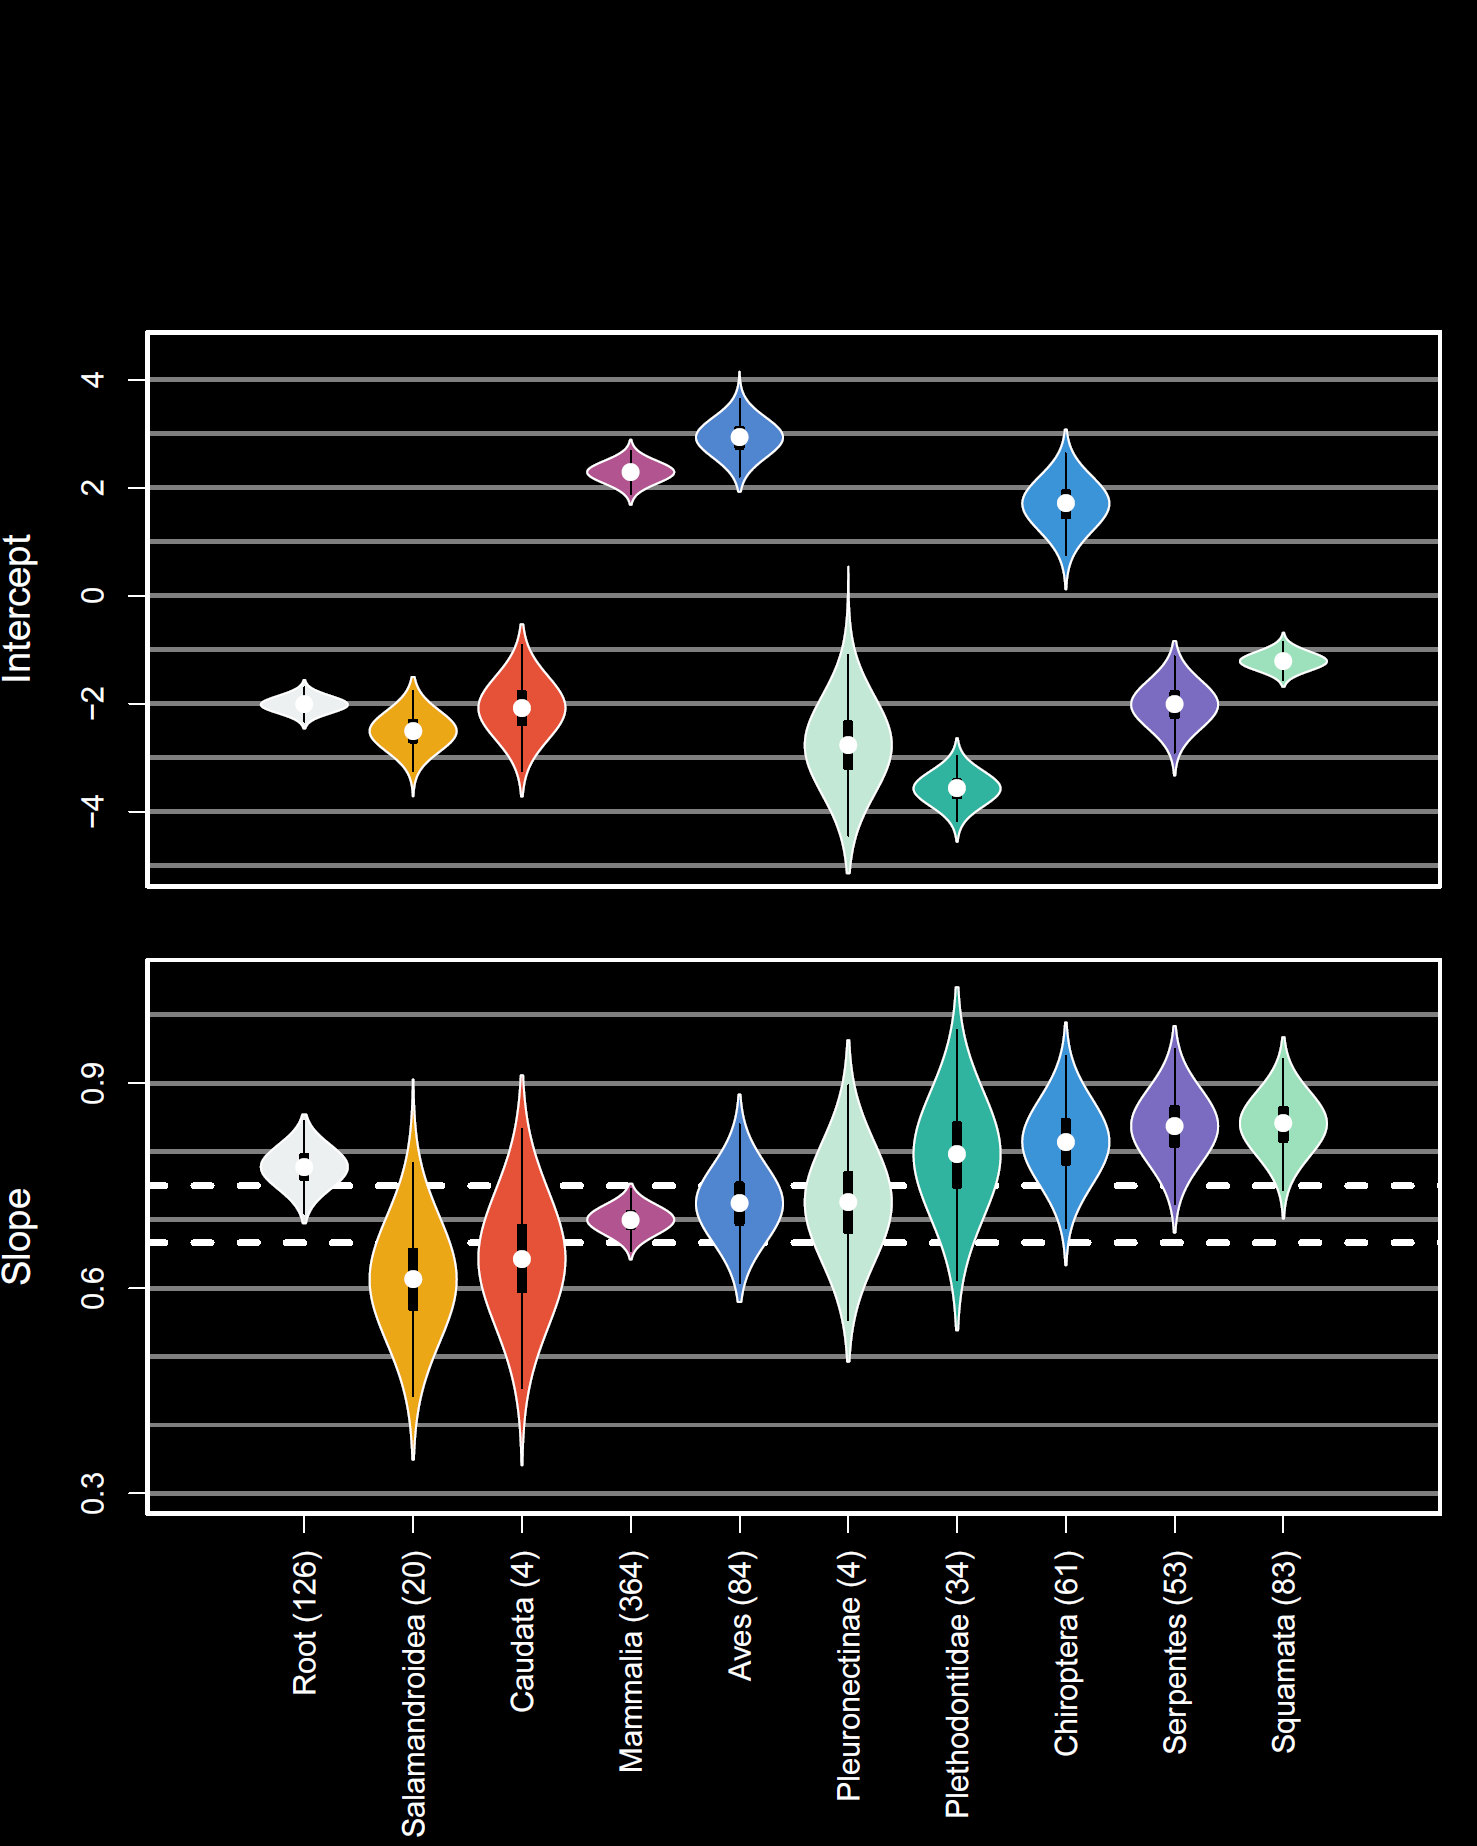 Intercept
4
2
0
−2
−4
Slope
0.9
0.6
0.3
Root (126)
Salamandroidea (20)
Caudata (4)
Mammalia (364)
Aves (84)
Pleuronectinae (4)
Plethodontidae (34)
Chiroptera (61)
Serpentes (53)
Squamata (83)